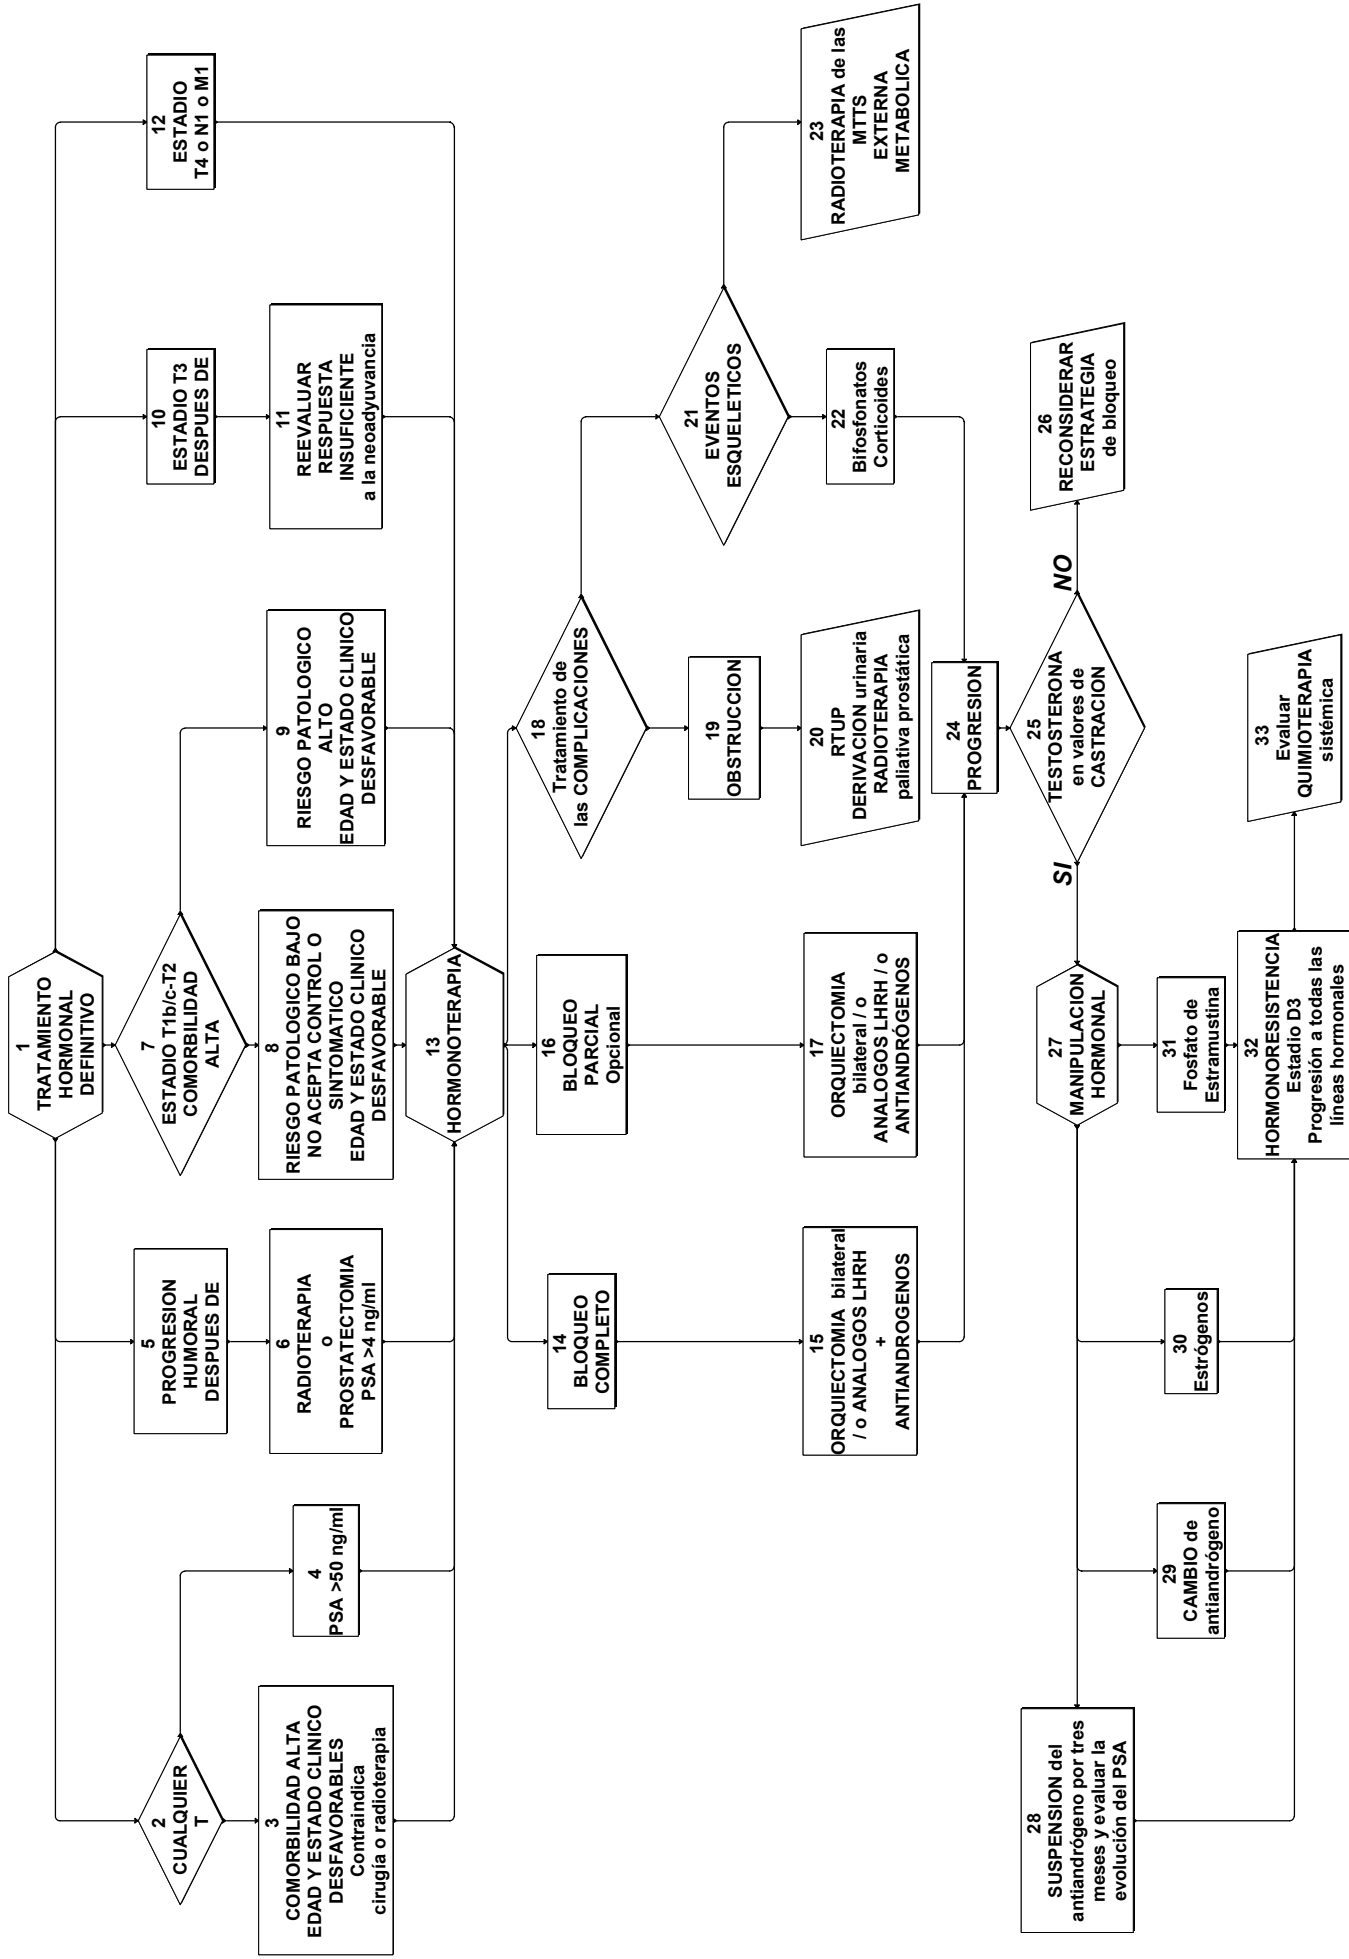 1
TRATAMIENTO
HORMONAL
DEFINITIVO
2
CUALQUIER
T
3
COMORBILIDAD ALTA
EDAD Y ESTADO CLINICO
DESFAVORABLES
Contraindica
cirugía o radioterapia
4
PSA >50 ng/ml
5
PROGRESION
HUMORAL
DESPUES DE
6
RADIOTERAPIA
o
PROSTATECTOMIA
PSA >4 ng/ml
7
ESTADIO T1b/c-T2
COMORBILIDAD
ALTA
8
RIESGO PATOLOGICO BAJO
NO ACEPTA CONTROL O
SINTOMATICO
EDAD Y ESTADO CLINICO
DESFAVORABLE
9
RIESGO PATOLOGICO
ALTO
EDAD Y ESTADO CLINICO
DESFAVORABLE
10
ESTADIO T3
DESPUES DE
11
REEVALUAR
RESPUESTA
INSUFICIENTE
a la neoadyuvancia
12
ESTADIO
T4 o N1 o M1
13
HORMONOTERAPIA
14
BLOQUEO
COMPLETO
15
ORQUIECTOMIA bilateral
/ o ANALOGOS LHRH
+
ANTIANDROGENOS
16
BLOQUEO
PARCIAL
Opcional
17
ORQUIECTOMIA
bilateral / o
ANALOGOS LHRH / o
ANTIANDRÓGENOS
18
Tratamiento de
las COMPLICACIONES
19
OBSTRUCCION
20
RTUP
DERIVACION urinaria
RADIOTERAPIA
paliativa prostática
21
EVENTOS
ESQUELETICOS
22
Bifosfonatos
Corticoides
23
RADIOTERAPIA de las
MTTS
EXTERNA
METABOLICA
24
PROGRESION
25
TESTOSTERONA
en valores de
CASTRACION
SI
NO
26
RECONSIDERAR
ESTRATEGIA
de bloqueo
27
MANIPULACION
HORMONAL
28
SUSPENSION del
antiandrógeno por tres
meses y evaluar la
evolución del PSA
29
CAMBIO de
antiandrógeno
30
Estrógenos
31
Fosfato de
Estramustina
32
HORMONORESISTENCIA
Estadio D3
Progresión a todas las
líneas hormonales
33
Evaluar
QUIMIOTERAPIA
sistémica